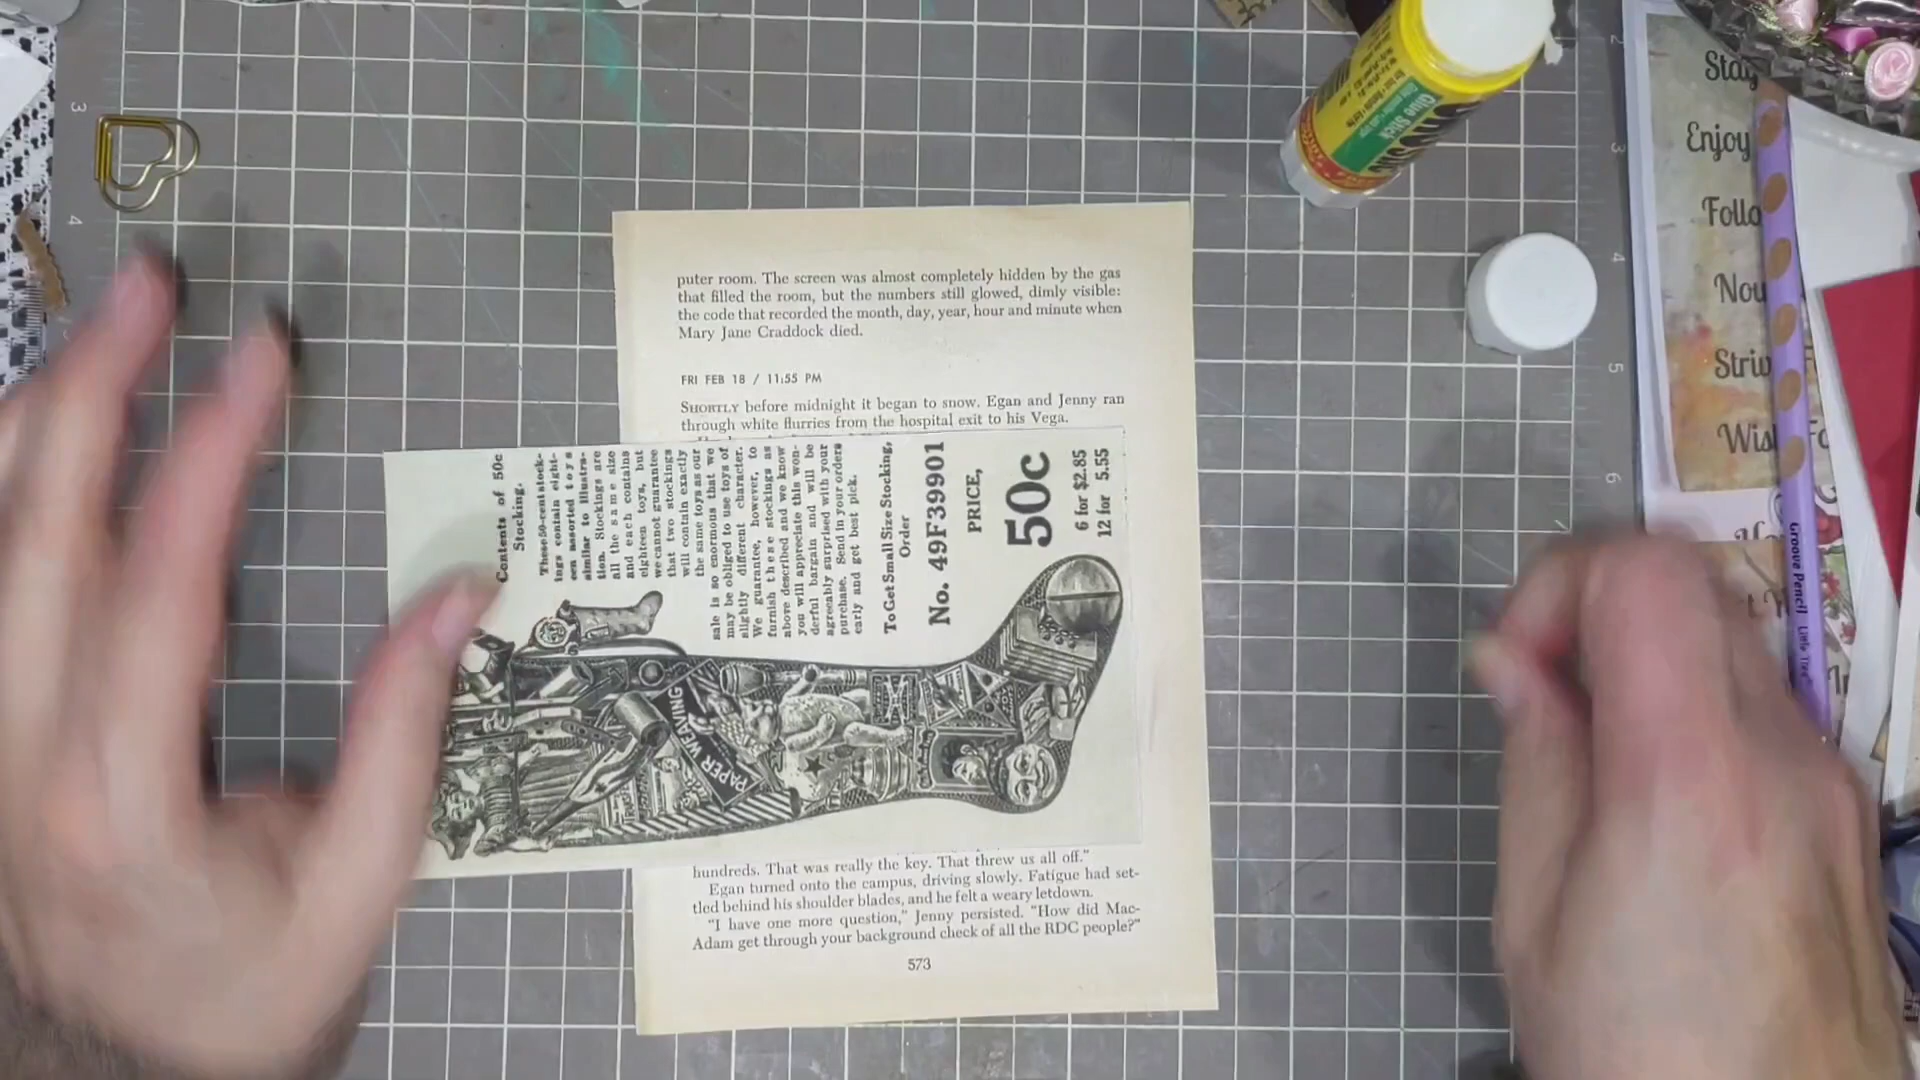 puter room. The screen was almost completely hidden by the gas
that filled the room, but the numbers still glowed, dimly visible:
the code that recorded the month, day, year, hour and minute when
Mary Jane Craddock died.
FRI FEB 18 / 11:55 PM
SHORTLY before midnight it began to snow. Egan and Jenny ran
through white flurries from the hospital exit to his Vega.
Contents of 50c
Stocking.
These 50-cent stock-
ings contain eight-
een assorted toys
similar to illustra-
tion. Stockings are
all the same size
and each contains
eighteen toys, but
we cannot guarantee
that two stockings
will contain exactly
the same toys as our
sale is so enormous that we
may be obliged to use toys of
slightly different character.
We guarantee, however, to
furnish these stockings as
above described and we know
you will appreciate this won-
derful bargain and will be
agreeably surprised with your
purchase. Send in your orders
early and get best pick.
To Get Small Size Stocking,
Order
No. 49F39901
PRICE,
50c
6 for $2.85
12 for 5.55
PAPER WEAVING
hundreds. That was really the key. That threw us all off."
Egan turned onto the campus, driving slowly. Fatigue had set-
tled behind his shoulder blades, and he felt a weary letdown.
"I have one more question," Jenny persisted. "How did Mac-
Adam get through your background check of all the RDC people?"
573
Glue Stick
Stay
Enjoy
Follo
Nou
Striv
Wis
Groove Pencil Little Tree
3
4
2
3
4
5
6